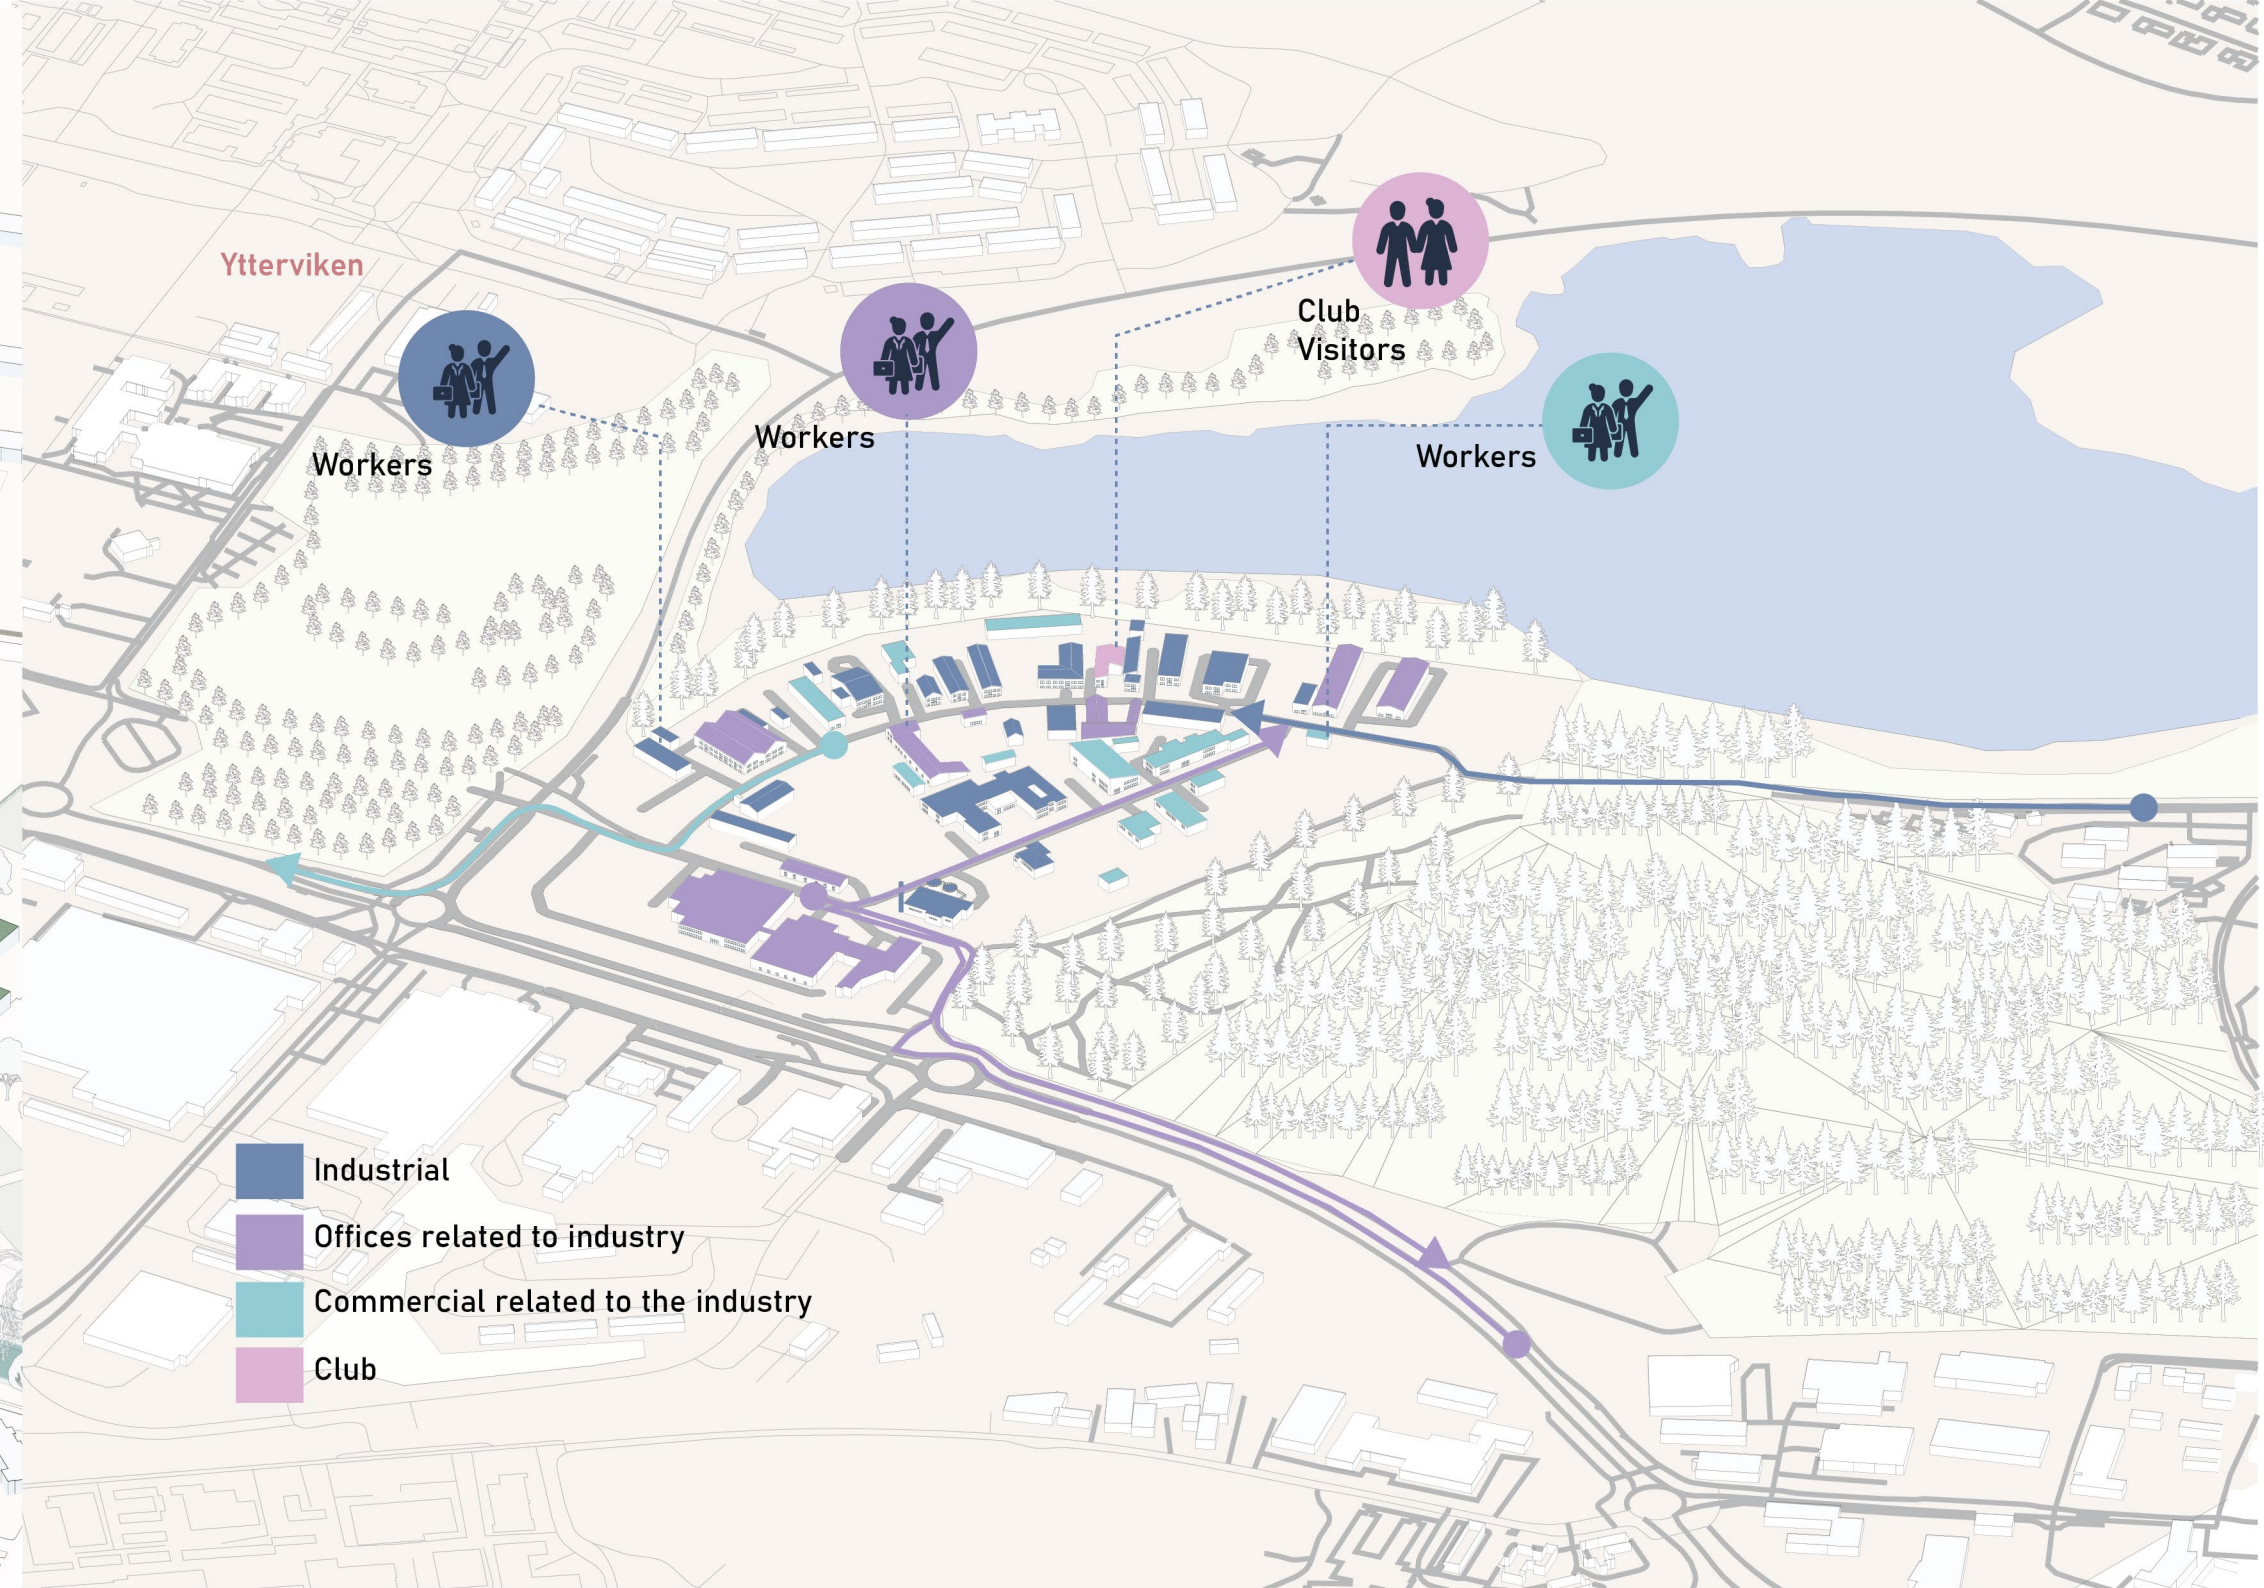 Ytterviken
Club
Visitors
Workers
Workers
Workers
Industrial
Offices related to industry
Commercial related to the industry
Club